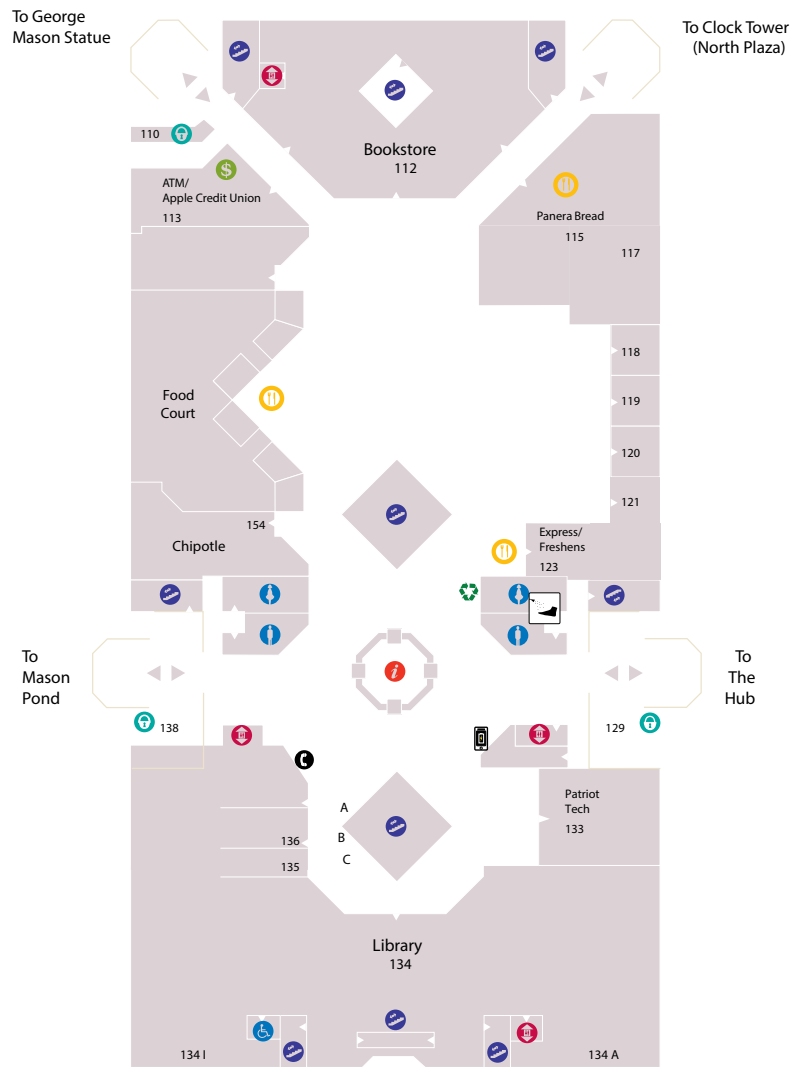 To George
Mason Statue
To Clock Tower
(North Plaza)
110
Bookstore
112
$
ATM/
Apple Credit Union
113
Panera Bread
115
117
118
Food
Court
119
120
121
154
Chipotle
Express/
Freshens
123
To
Mason
Pond
i
To
The
Hub
138
129
Patriot
Tech
133
A
136
B
C
135
Library
134
134 I
134 A